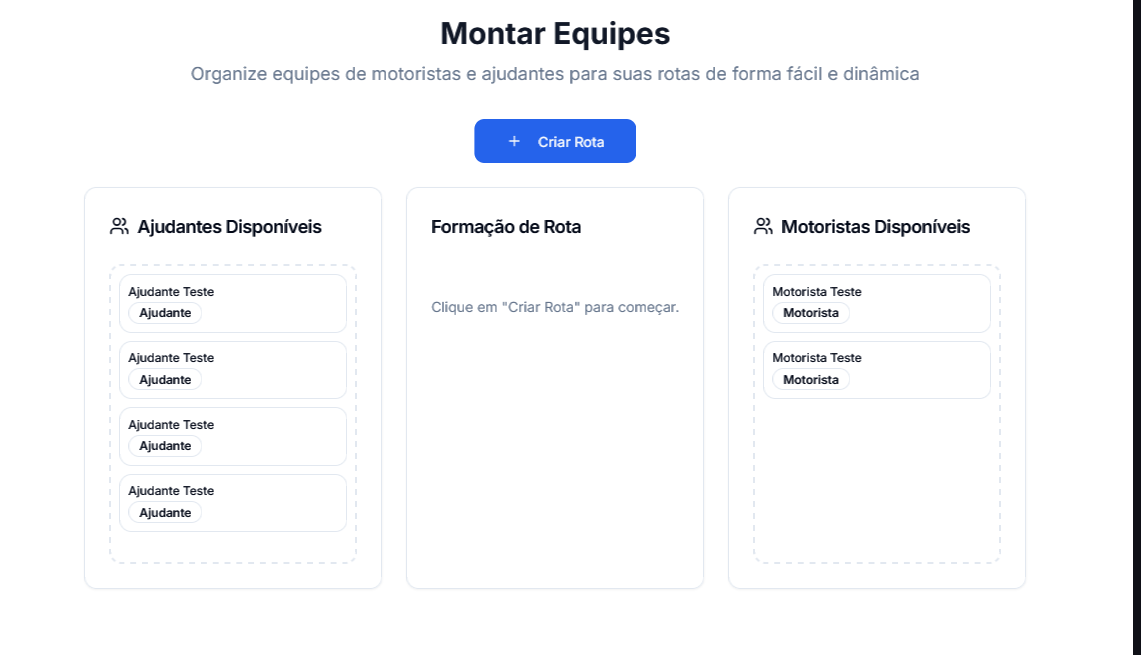 Montar Equipes
Organize equipes de motoristas e ajudantes para suas rotas de forma fácil e dinâmica
+ Criar Rota
Ajudantes Disponíveis
Ajudante Teste
Ajudante
Ajudante Teste
Ajudante
Ajudante Teste
Ajudante
Ajudante Teste
Ajudante
Formação de Rota
Clique em "Criar Rota" para começar.
Motoristas Disponíveis
Motorista Teste
Motorista
Motorista Teste
Motorista